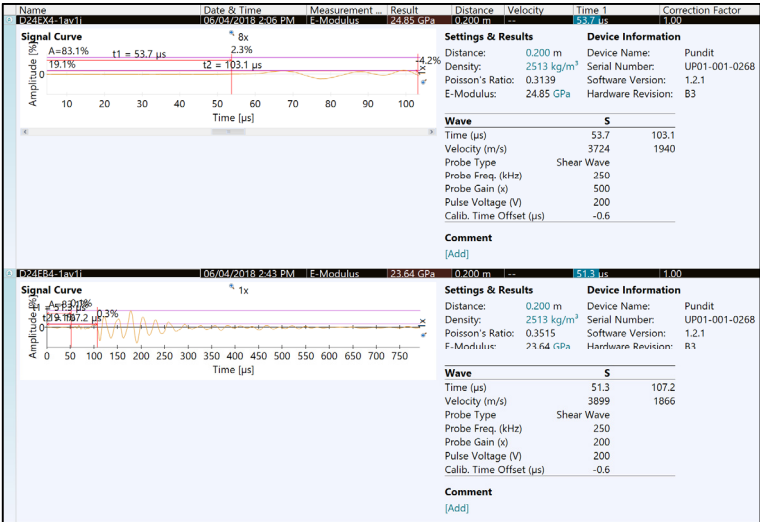 Name Date & Time Measurement ... Result Distance Velocity Time 1 Correction Factor
D24EX4-1av1i 06/04/2018 2:06 PM E-Modulus 24.85 GPa 0.200 m -- 53.7 µs 1.00
Signal Curve 8x
Amplitude [%]
A=83.1% t1 = 53.7 µs 2.3%
19.1% t2 = 103.1 µs -4.2%
0
1x
10 20 30 40 50 60 70 80 90 100
Time [µs]
Settings & Results Device Information
Distance: 0.200 m Device Name: Pundit
Density: 2513 kg/m³ Serial Number: UP01-001-0268
Poisson's Ratio: 0.3139 Software Version: 1.2.1
E-Modulus: 24.85 GPa Hardware Revision: B3
Wave S
Time (µs) 53.7 103.1
Velocity (m/s) 3724 1940
Probe Type Shear Wave
Probe Freq. (kHz) 250
Probe Gain (x) 500
Pulse Voltage (V) 200
Calib. Time Offset (µs) -0.6
Comment
[Add]
D24EB4-1av1i 06/04/2018 2:43 PM E-Modulus 23.64 GPa 0.200 m -- 51.3 µs 1.00
Signal Curve 1x
Amplitude [%]
0.3%
0
1x
0 50 100 150 200 250 300 350 400 450 500 550 600 650 700 750
Time [µs]
Settings & Results Device Information
Distance: 0.200 m Device Name: Pundit
Density: 2513 kg/m³ Serial Number: UP01-001-0268
Poisson's Ratio: 0.3515 Software Version: 1.2.1
E-Modulus: 23.64 GPa Hardware Revision: B3
Wave S
Time (µs) 51.3 107.2
Velocity (m/s) 3899 1866
Probe Type Shear Wave
Probe Freq. (kHz) 250
Probe Gain (x) 200
Pulse Voltage (V) 200
Calib. Time Offset (µs) -0.6
Comment
[Add]